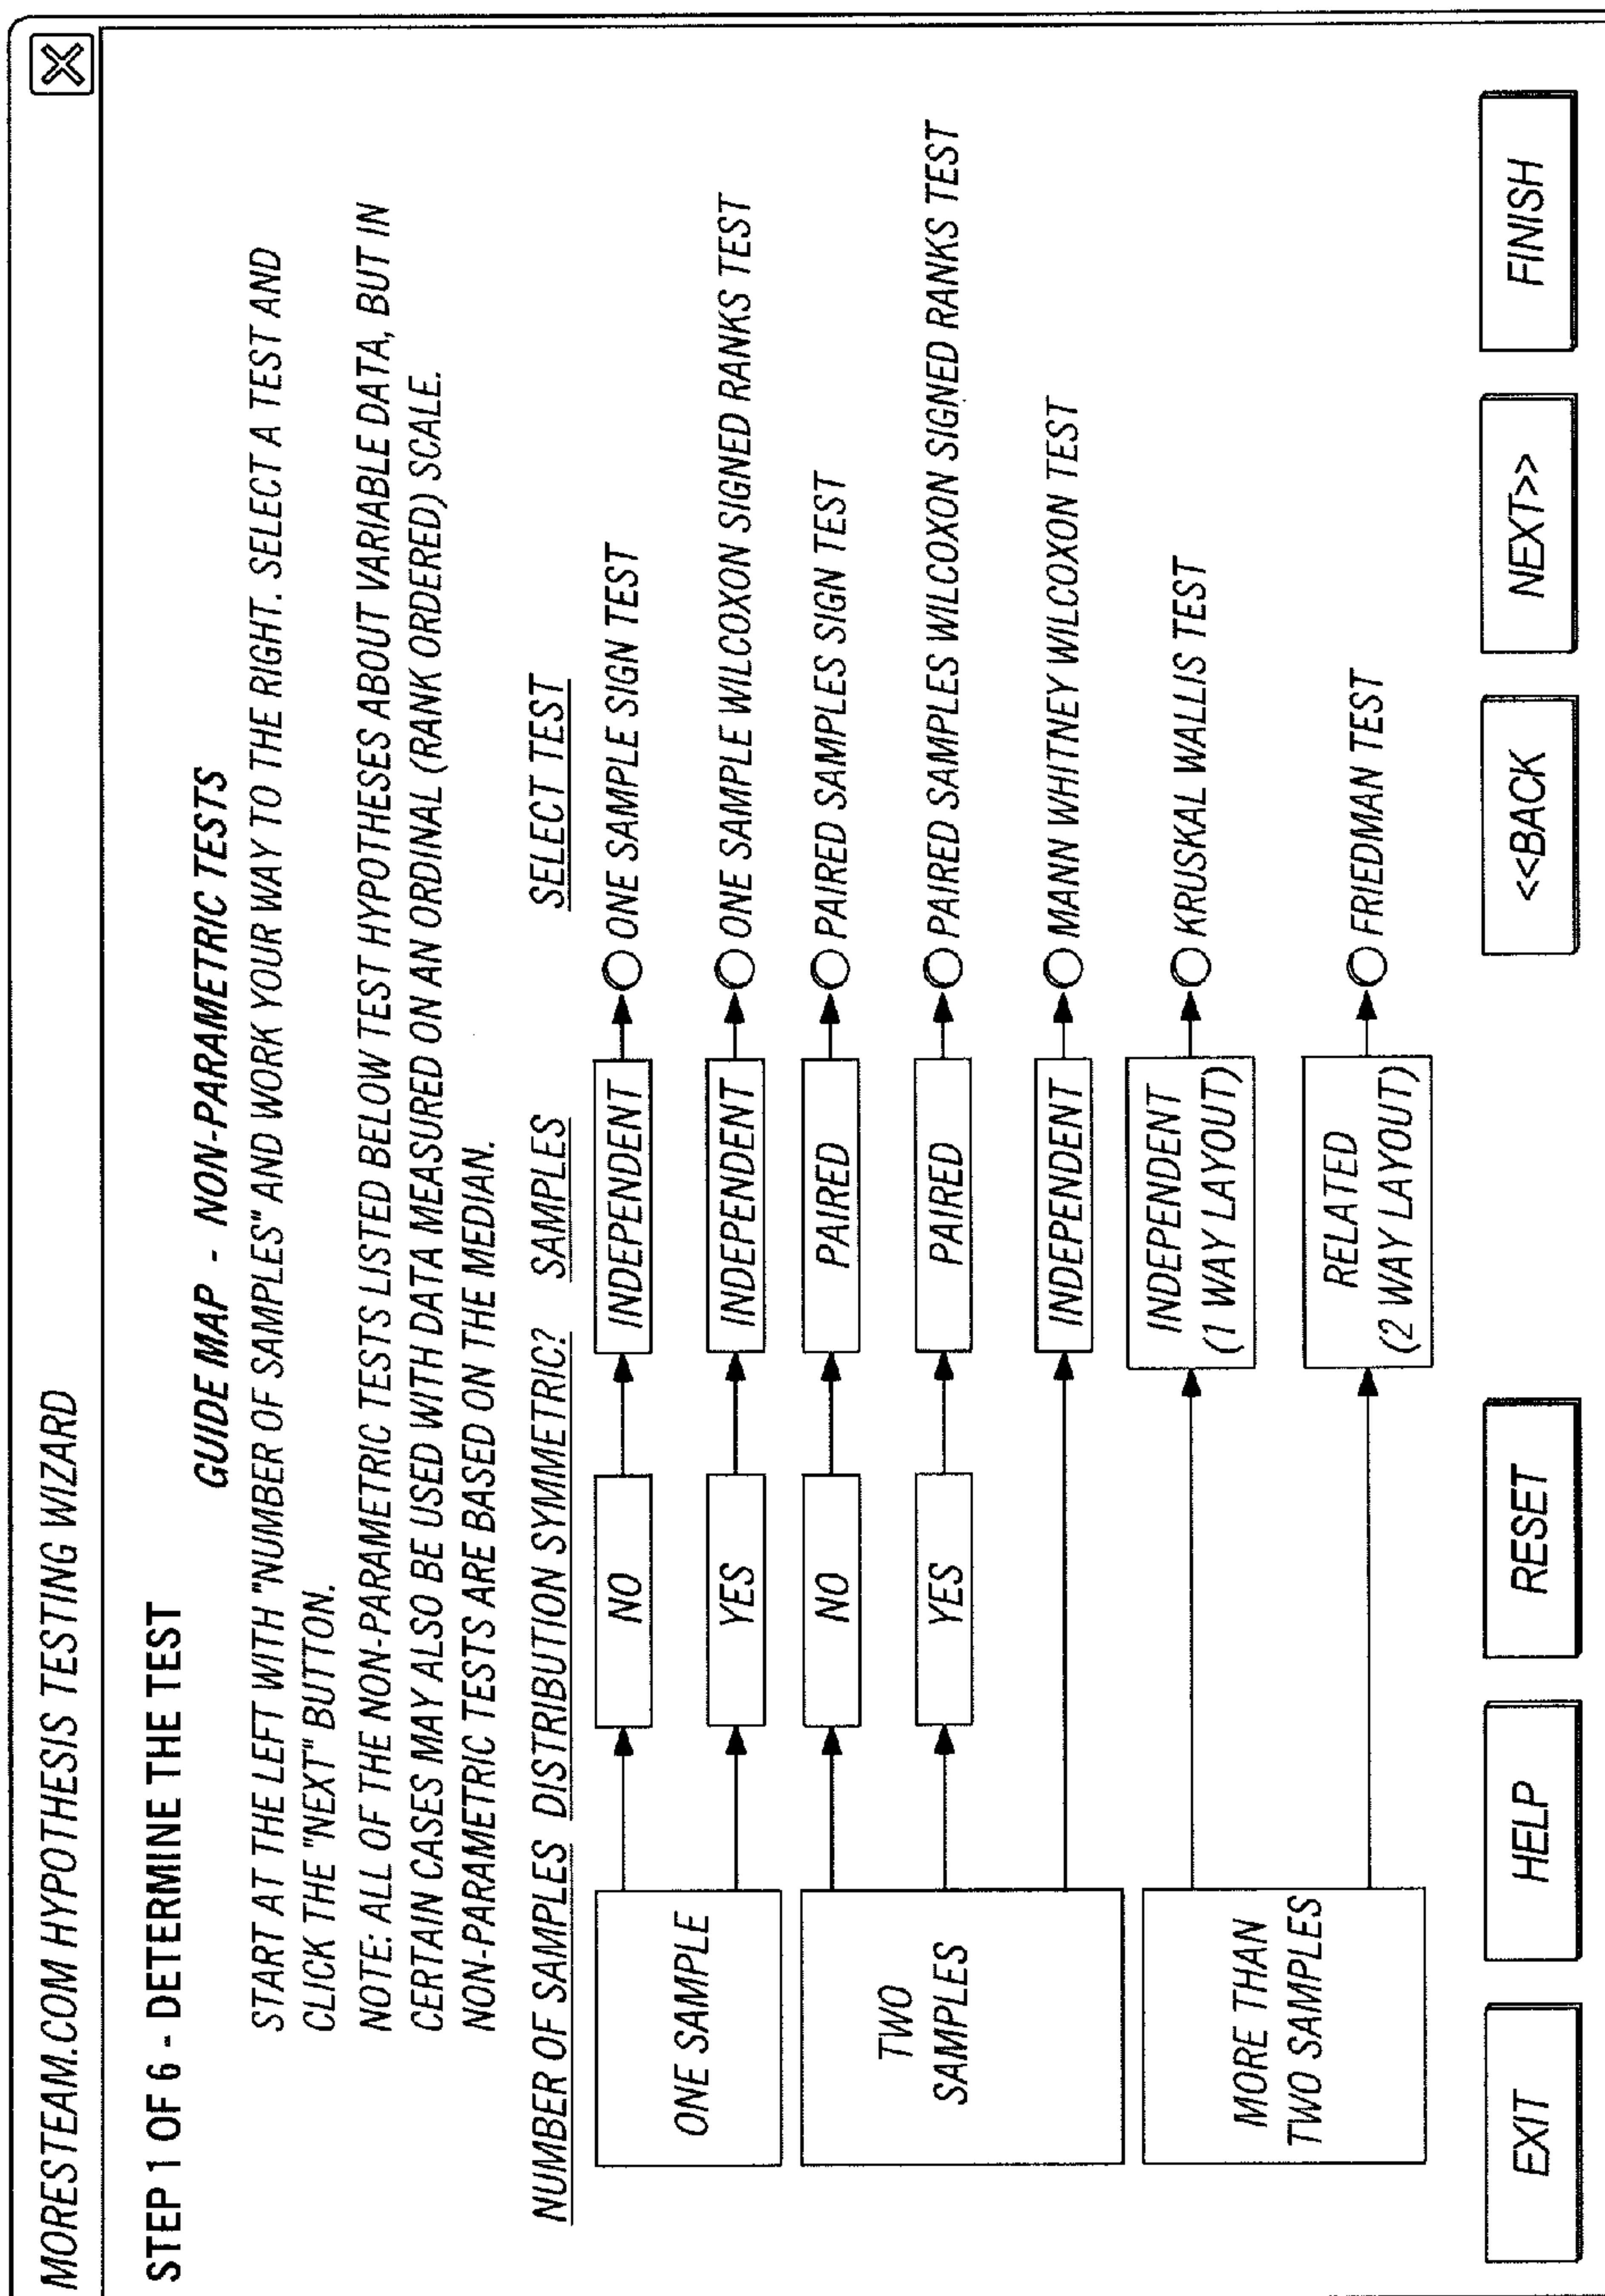 MORESTEAM.COM HYPOTHESIS TESTING WIZARD
STEP 1 OF 6 - DETERMINE THE TEST
GUIDE MAP - NON-PARAMETRIC TESTS
START AT THE LEFT WITH "NUMBER OF SAMPLES" AND WORK YOUR WAY TO THE RIGHT. SELECT A TEST AND
CLICK THE "NEXT" BUTTON.
NOTE: ALL OF THE NON-PARAMETRIC TESTS LISTED BELOW TEST HYPOTHESES ABOUT VARIABLE DATA, BUT IN
CERTAIN CASES MAY ALSO BE USED WITH DATA MEASURED ON AN ORDINAL (RANK ORDERED) SCALE.
NON-PARAMETRIC TESTS ARE BASED ON THE MEDIAN.
NUMBER OF SAMPLES DISTRIBUTION SYMMETRIC? SAMPLES SELECT TEST
ONE SAMPLE
NO INDEPENDENT ONE SAMPLE SIGN TEST
YES INDEPENDENT ONE SAMPLE WILCOXON SIGNED RANKS TEST
TWO
SAMPLES
NO PAIRED PAIRED SAMPLES SIGN TEST
YES PAIRED PAIRED SAMPLES WILCOXON SIGNED RANKS TEST
INDEPENDENT MANN WHITNEY WILCOXON TEST
MORE THAN
TWO SAMPLES
INDEPENDENT
(1 WAY LAYOUT)
KRUSKAL WALLIS TEST
RELATED
(2 WAY LAYOUT)
FRIEDMAN TEST
EXIT HELP RESET <<BACK NEXT>> FINISH